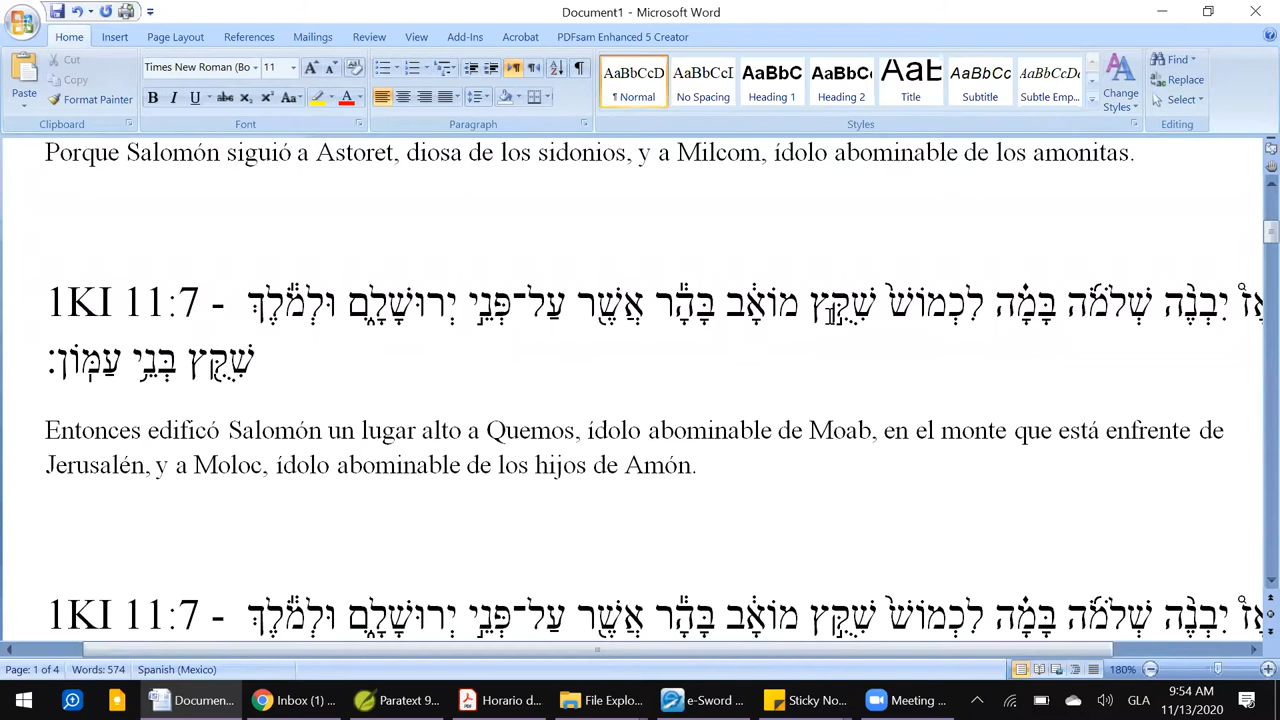 Document1 - Microsoft Word
Home Insert Page Layout References Mailings Review View Add-Ins Acrobat PDFsam Enhanced 5 Creator
Paste
Cut
Copy
Format Painter
Times New Roman (Bo 11
B I U abc x₂ x² Aa
AaBbCcD AaBbCcI AaBbC AaBbCc AaB AaBbCc AaBbCcDc
¶ Normal No Spacing Heading 1 Heading 2 Title Subtitle Subtle Emp...
Change
Styles
Find
Replace
Select
Clipboard Font Paragraph Styles Editing
Porque Salomón siguió a Astoret, diosa de los sidonios, y a Milcom, ídolo abominable de los amonitas.
1KI 11:7 - יִבְנֶ֨ה שְׁלֹמֹ֜ה בָּמָ֗ה לִכְמוֹשׁ֙ שִׁקֻּ֣ץ מוֹאָ֔ב בָּהָ֕ר אֲשֶׁ֖ר עַל־פְּנֵ֣י יְרוּשָׁלִָ֑ם וּלְמֹ֕לֶךְ
שִׁקֻּ֖ץ בְּנֵ֥י עַמּֽוֹן׃
Entonces edificó Salomón un lugar alto a Quemos, ídolo abominable de Moab, en el monte que está enfrente de
Jerusalén, y a Moloc, ídolo abominable de los hijos de Amón.
1KI 11:7 - יִבְנֶ֨ה שְׁלֹמֹ֜ה בָּמָ֗ה לִכְמוֹשׁ֙ שִׁקֻּ֣ץ מוֹאָ֔ב בָּהָ֕ר אֲשֶׁ֖ר עַל־פְּנֵ֣י יְרוּשָׁלִָ֑ם וּלְמֹ֕לֶךְ
Page: 1 of 4 Words: 574 Spanish (Mexico) 180%
Documen... Inbox (1) ... Paratext 9... Horario d... File Explo... e-Sword ... Sticky No... Meeting ... GLA 9:54 AM
11/13/2020